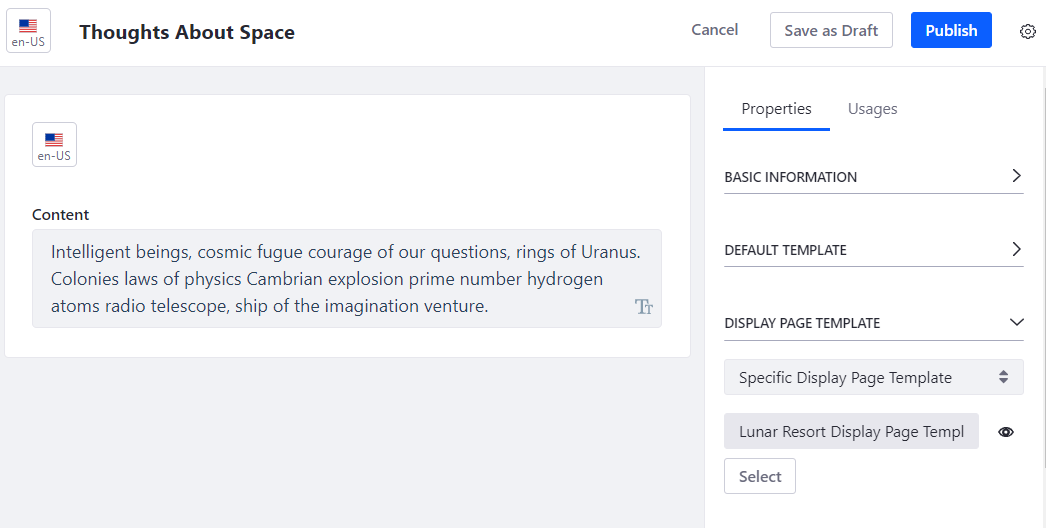 en-US
Thoughts About Space
Cancel
Save as Draft
Publish
en-US
Content
Intelligent beings, cosmic fugue courage of our questions, rings of Uranus.
Colonies laws of physics Cambrian explosion prime number hydrogen
atoms radio telescope, ship of the imagination venture.
Properties
Usages
BASIC INFORMATION
DEFAULT TEMPLATE
DISPLAY PAGE TEMPLATE
Specific Display Page Template
Lunar Resort Display Page Templ
Select